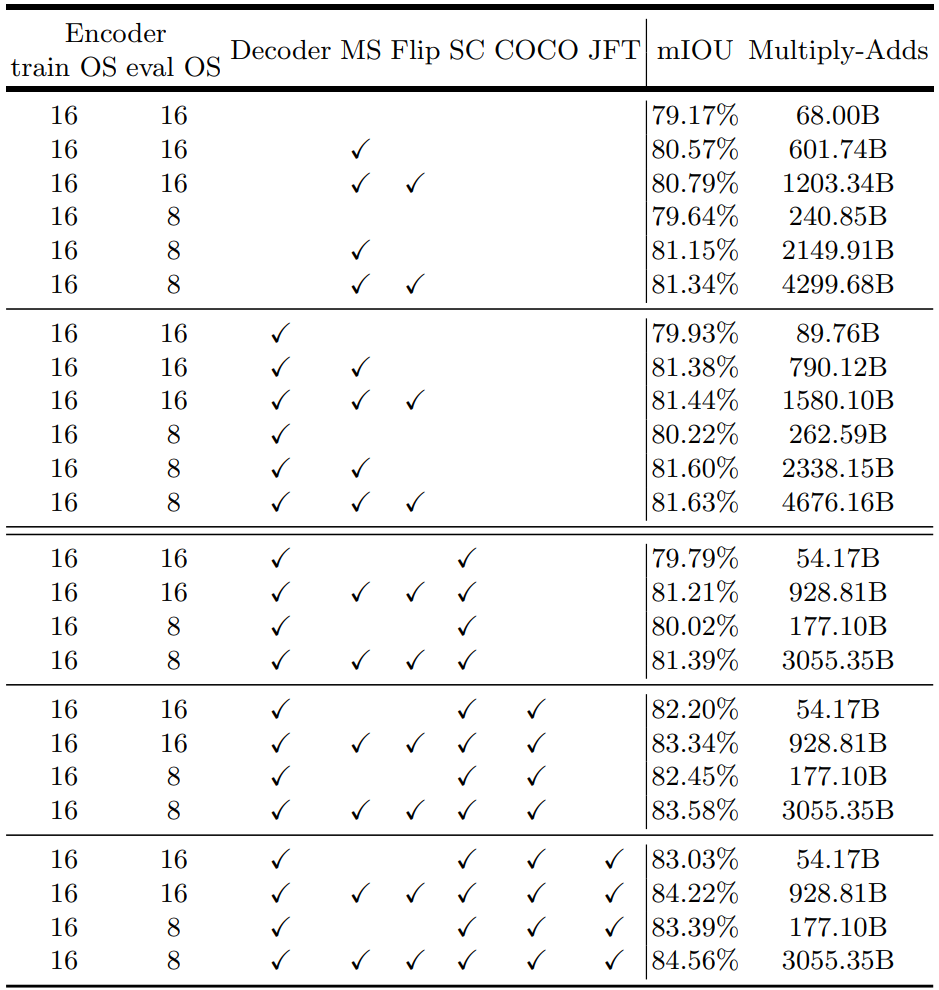 Encoder
train OS eval OS Decoder MS Flip SC COCO JFT mIOU Multiply-Adds
16 16 79.17% 68.00B
16 16 ✓ 80.57% 601.74B
16 16 ✓ ✓ 80.79% 1203.34B
16 8 79.64% 240.85B
16 8 ✓ 81.15% 2149.91B
16 8 ✓ ✓ 81.34% 4299.68B
16 16 ✓ 79.93% 89.76B
16 16 ✓ ✓ 81.38% 790.12B
16 16 ✓ ✓ ✓ 81.44% 1580.10B
16 8 ✓ 80.22% 262.59B
16 8 ✓ ✓ 81.60% 2338.15B
16 8 ✓ ✓ ✓ 81.63% 4676.16B
16 16 ✓ ✓ 79.79% 54.17B
16 16 ✓ ✓ ✓ ✓ 81.21% 928.81B
16 8 ✓ ✓ 80.02% 177.10B
16 8 ✓ ✓ ✓ ✓ 81.39% 3055.35B
16 16 ✓ ✓ ✓ 82.20% 54.17B
16 16 ✓ ✓ ✓ ✓ ✓ 83.34% 928.81B
16 8 ✓ ✓ ✓ 82.45% 177.10B
16 8 ✓ ✓ ✓ ✓ ✓ 83.58% 3055.35B
16 16 ✓ ✓ ✓ ✓ 83.03% 54.17B
16 16 ✓ ✓ ✓ ✓ ✓ ✓ 84.22% 928.81B
16 8 ✓ ✓ ✓ ✓ 83.39% 177.10B
16 8 ✓ ✓ ✓ ✓ ✓ ✓ 84.56% 3055.35B